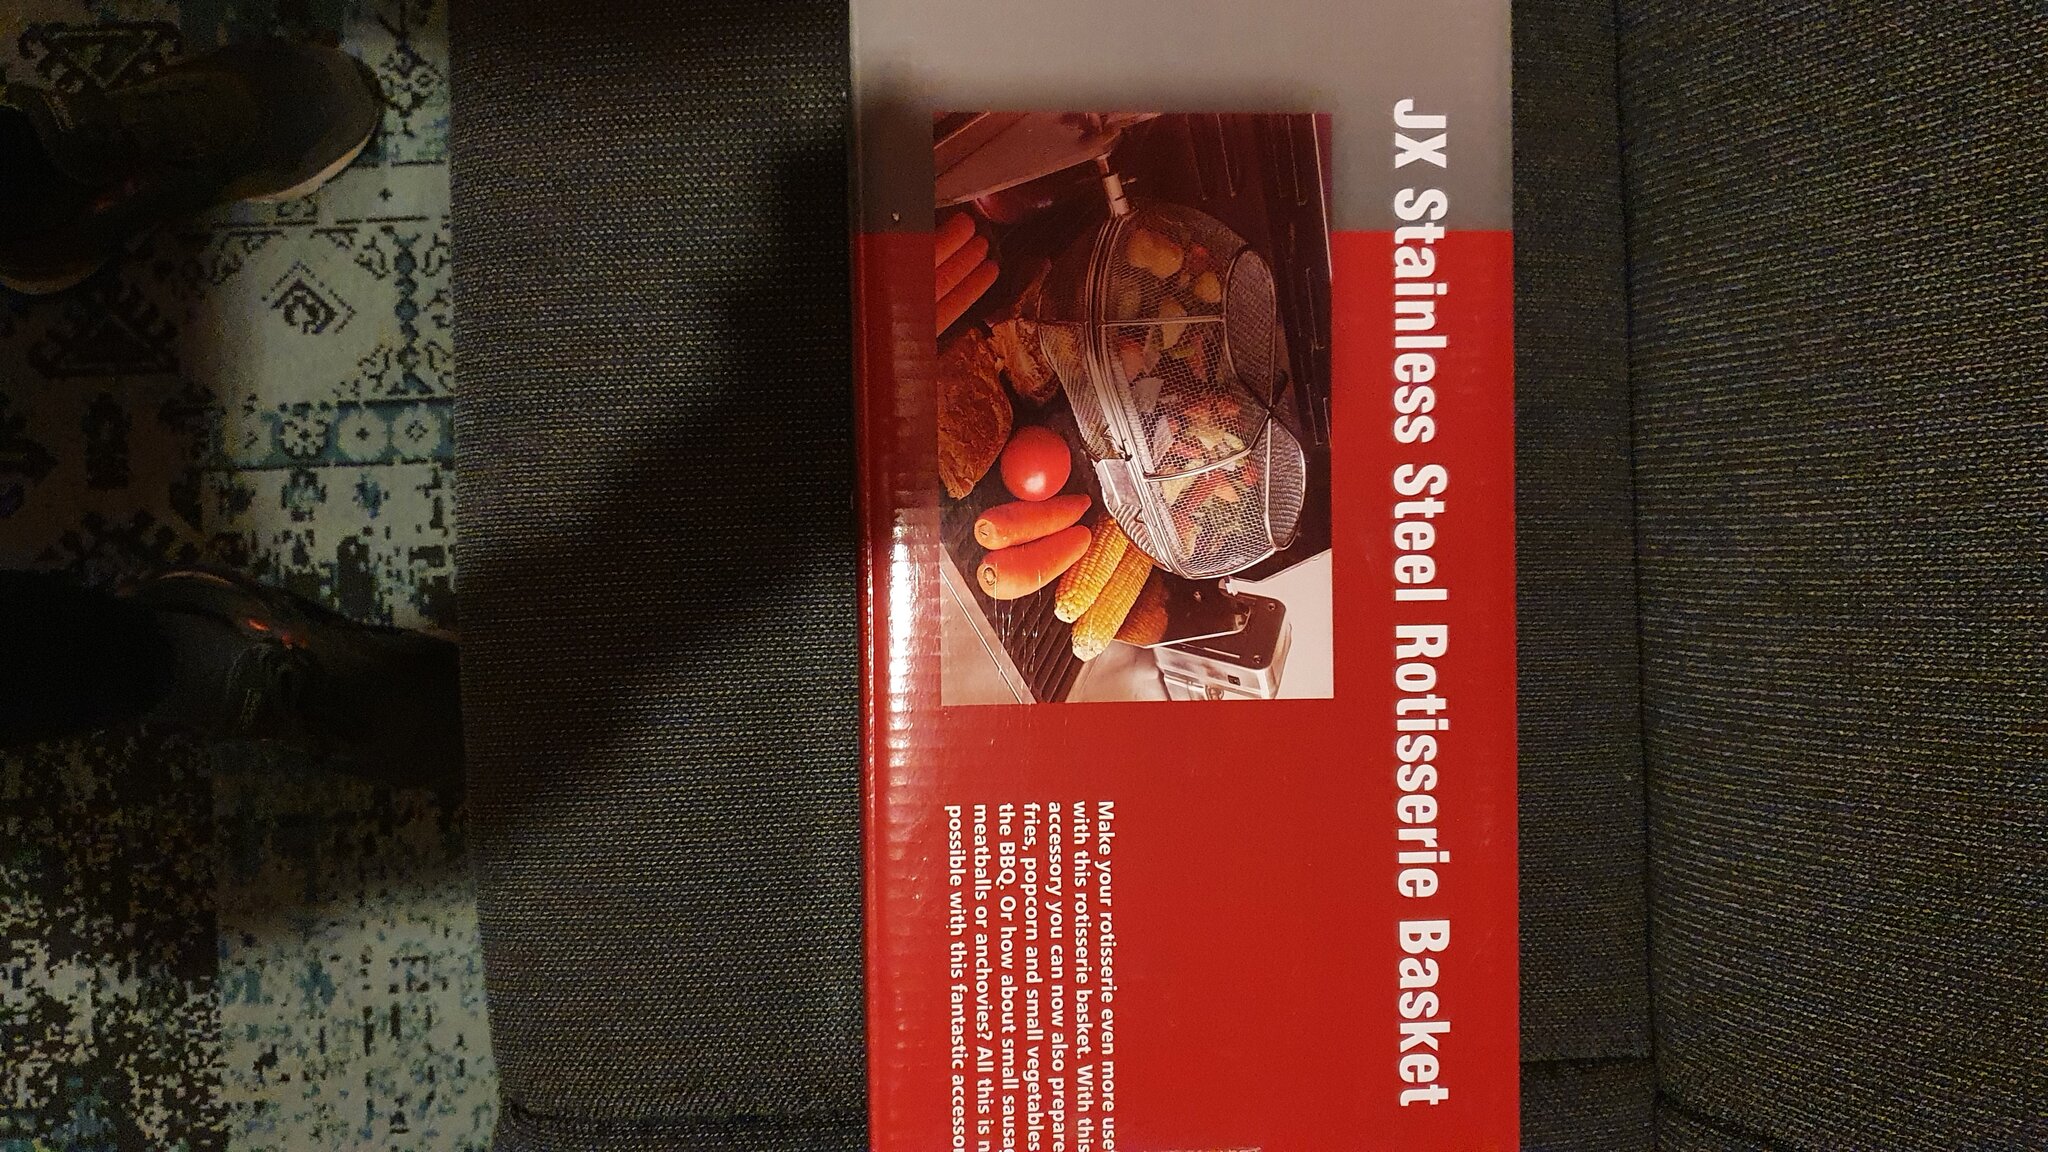 JX Stainless Steel Rotisserie Basket
Make your rotisserie even more use
with this rotisserie basket. With this
accessory you can now also prepare
fries, popcorn and small vegetables
the BBQ. Or how about small sausag
meatballs or anchovies? All this is n
possible with this fantastic accessor